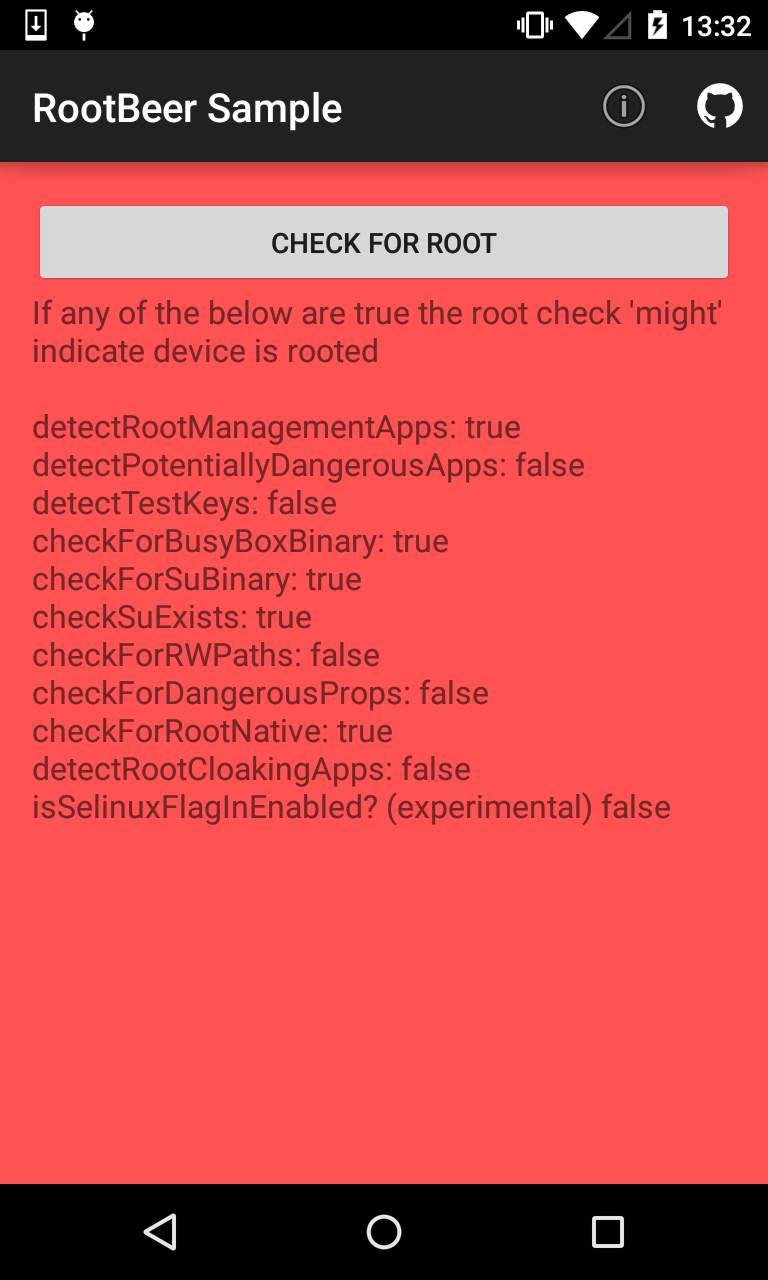 13:32
RootBeer Sample
CHECK FOR ROOT
If any of the below are true the root check 'might'
indicate device is rooted
detectRootManagementApps: true
detectPotentiallyDangerousApps: false
detectTestKeys: false
checkForBusyBoxBinary: true
checkForSuBinary: true
checkSuExists: true
checkForRWPaths: false
checkForDangerousProps: false
checkForRootNative: true
detectRootCloakingApps: false
isSelinuxFlagInEnabled? (experimental) false